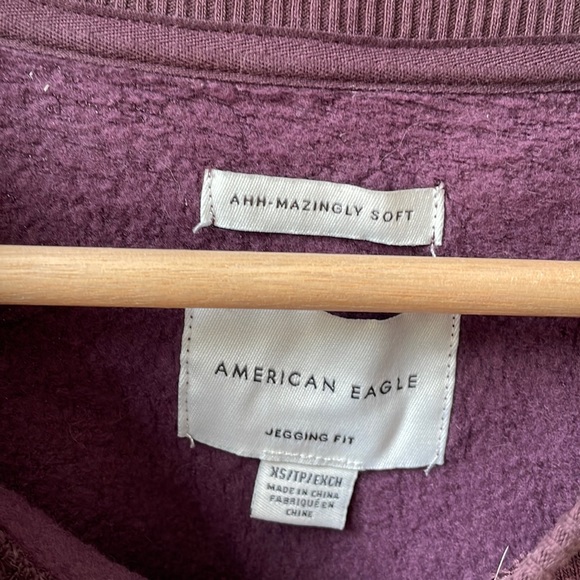 AHH-MAZINGLY SOFT
AMERICAN EAGLE
JEGGING FIT
XS/TP/EXCH
MADE IN CHINA
FABRIQUÉ EN
CHINE